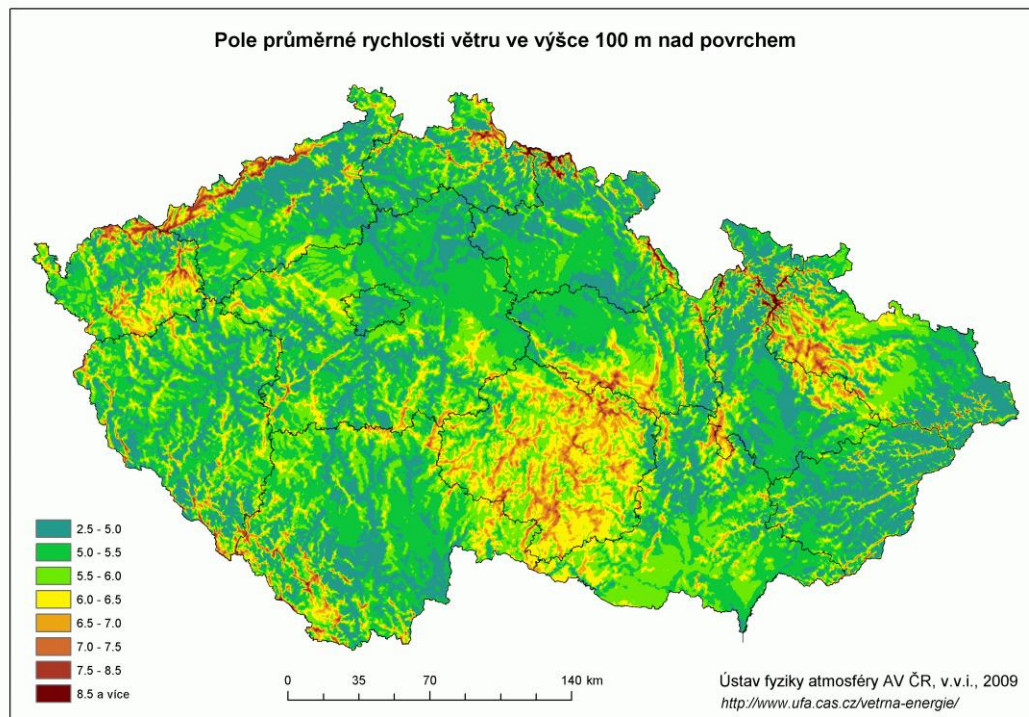 Pole průměrné rychlosti větru ve výšce 100 m nad povrchem
2.5 - 5.0
5.0 - 5.5
5.5 - 6.0
6.0 - 6.5
6.5 - 7.0
7.0 - 7.5
7.5 - 8.5
8.5 a více
0 35 70 140 km
Ústav fyziky atmosféry AV ČR, v.v.i., 2009
http://www.ufa.cas.cz/vetrna-energie/